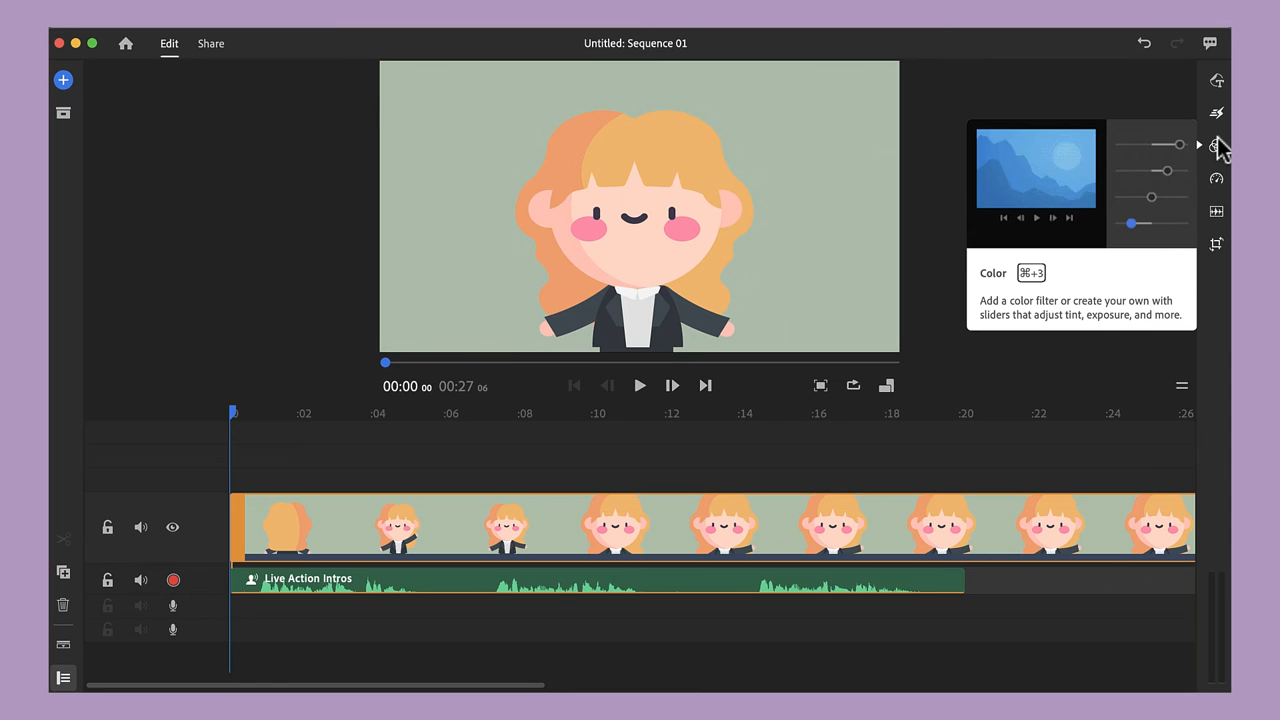 Edit
Share
Untitled: Sequence 01
Color ⌘+3
Add a color filter or create your own with
sliders that adjust tint, exposure, and more.
00:00 00
00:27 06
0 :02 :04 :06 :08 :10 :12 :14 :16 :18 :20 :22 :24 :26
Live Action Intros